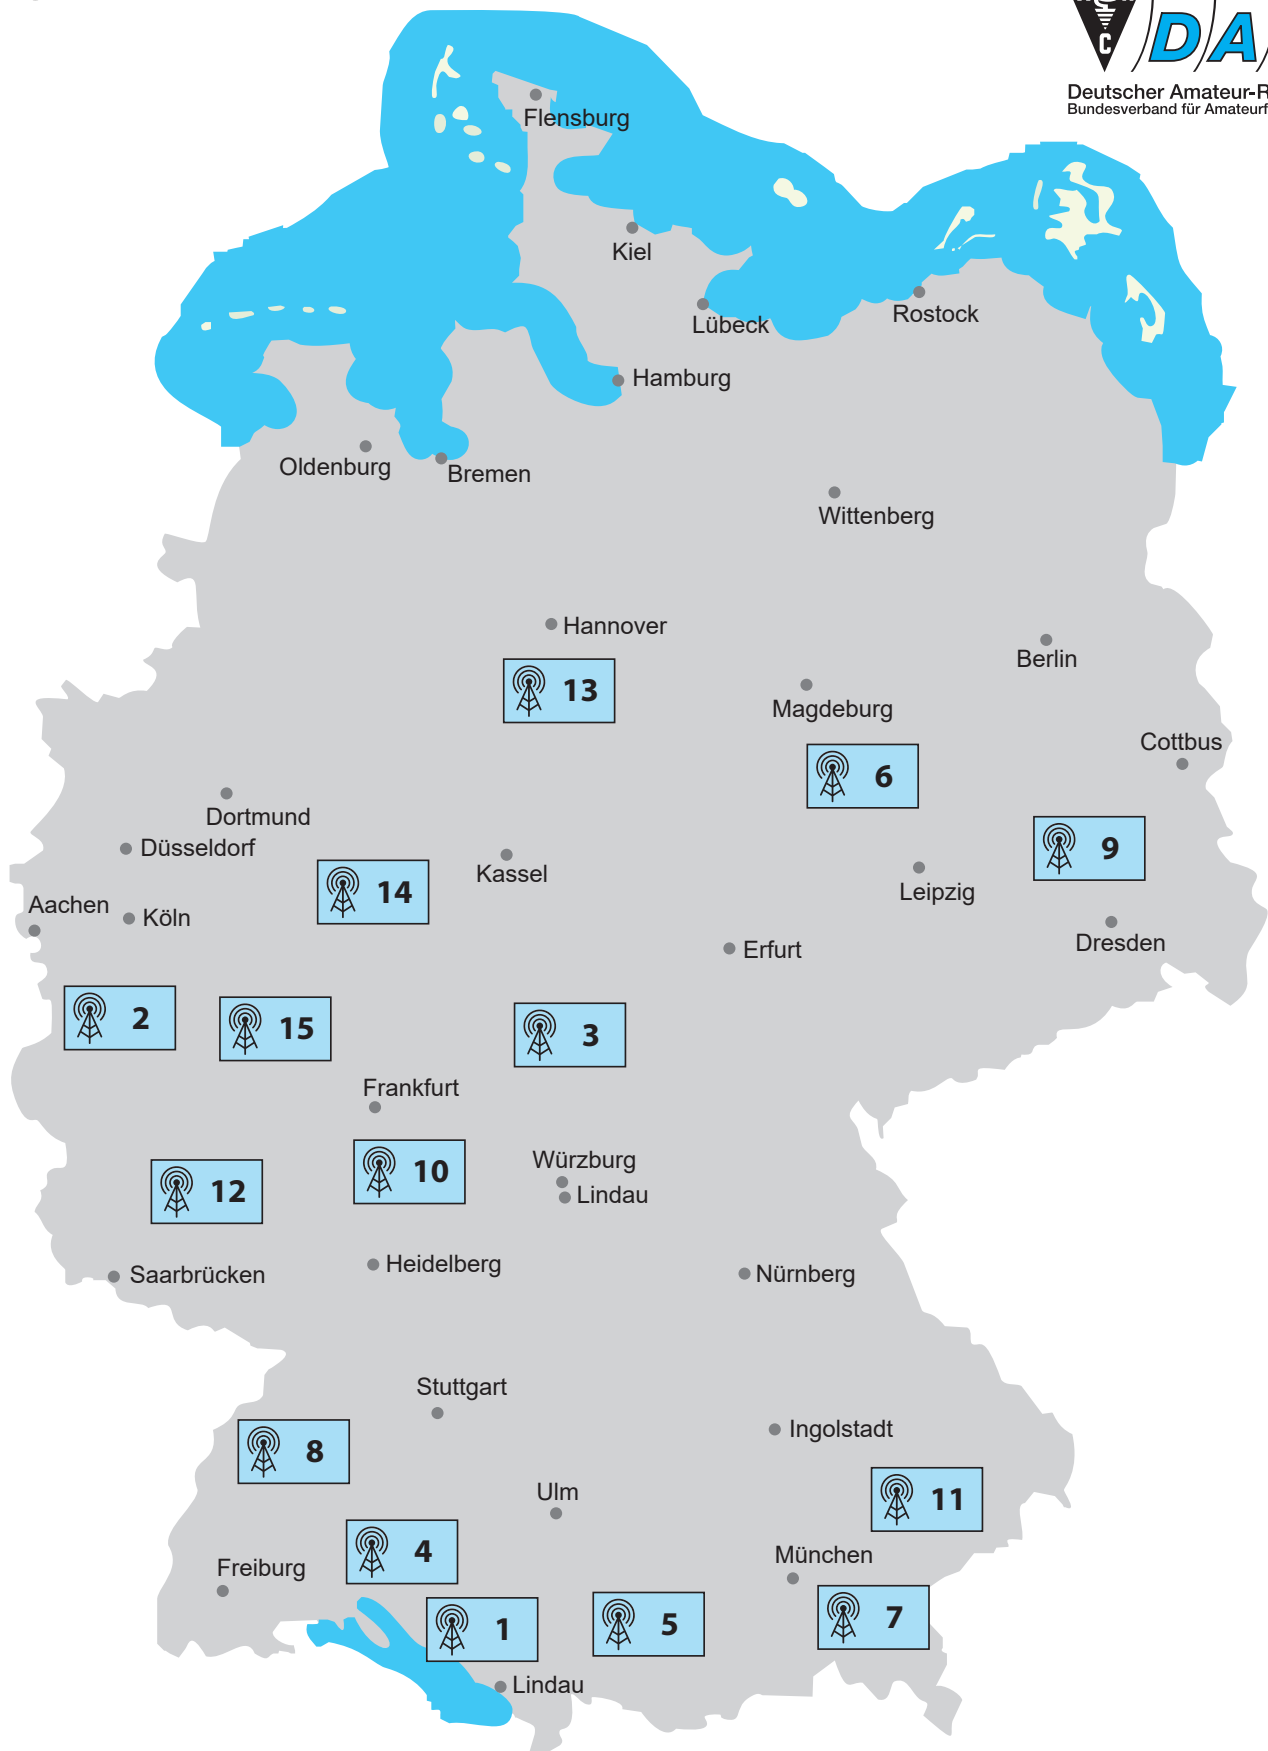 C
DA
Deutscher Amateur-R
Bundesverband für Amateurf
Flensburg
Kiel
Lübeck
Rostock
Hamburg
Oldenburg
Bremen
Wittenberg
Hannover
Berlin
13
Magdeburg
Cottbus
6
Dortmund
Düsseldorf
9
Kassel
14
Leipzig
Aachen
Köln
Dresden
Erfurt
2
15
3
Frankfurt
Würzburg
10
12
Lindau
Heidelberg
Saarbrücken
Nürnberg
Stuttgart
Ingolstadt
8
Ulm
11
4
München
Freiburg
7
5
1
Lindau